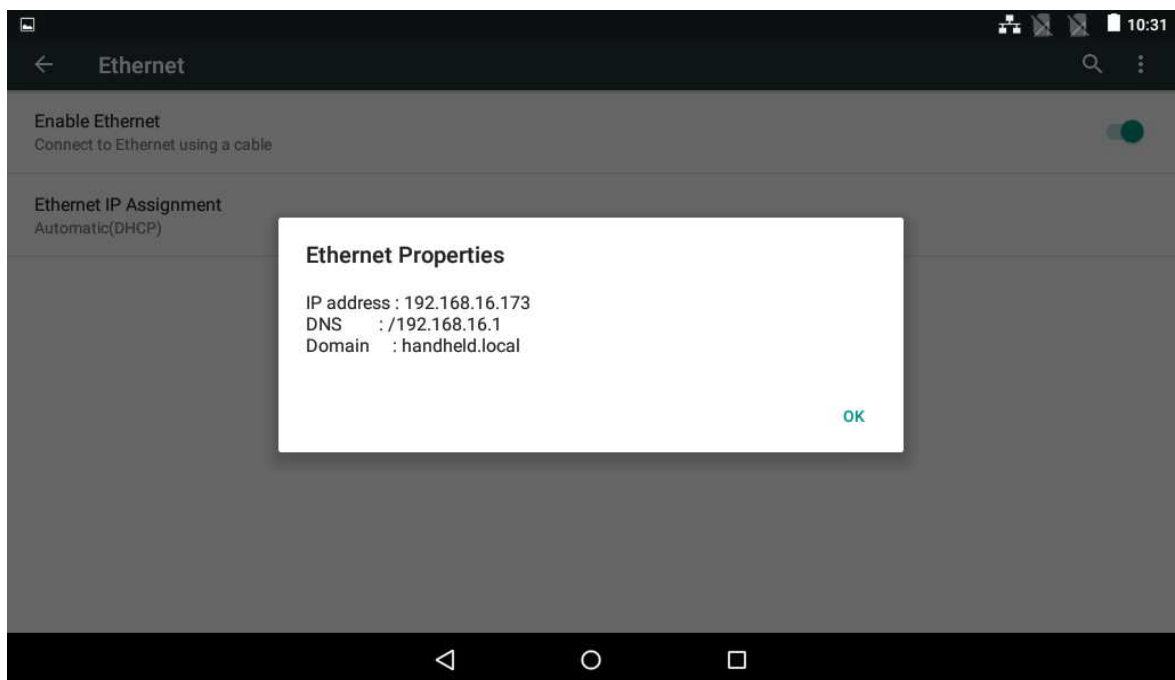 10:31
Ethernet
Enable Ethernet
Connect to Ethernet using a cable
Ethernet IP Assignment
Automatic(DHCP)
Ethernet Properties
IP address : 192.168.16.173
DNS : /192.168.16.1
Domain : handheld.local
OK